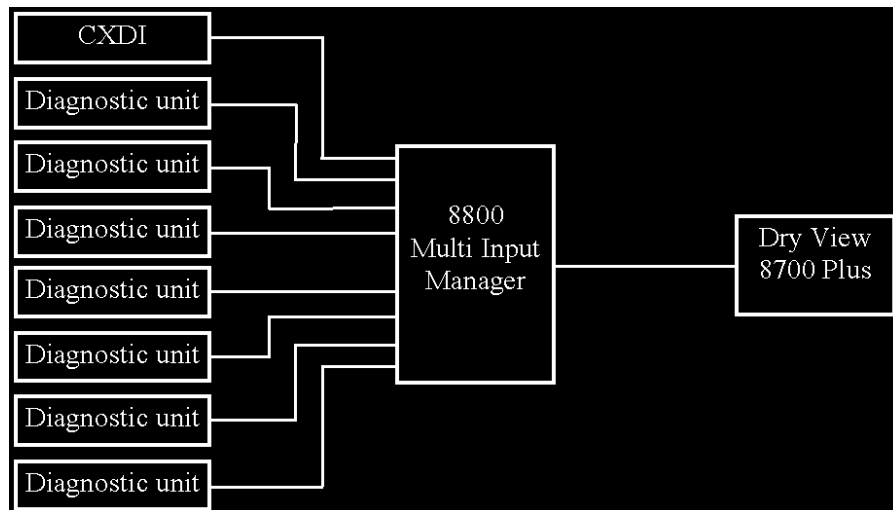 CXDI
Diagnostic unit
Diagnostic unit
Diagnostic unit
Diagnostic unit
Diagnostic unit
Diagnostic unit
Diagnostic unit
8800
Multi Input
Manager
Dry View
8700 Plus